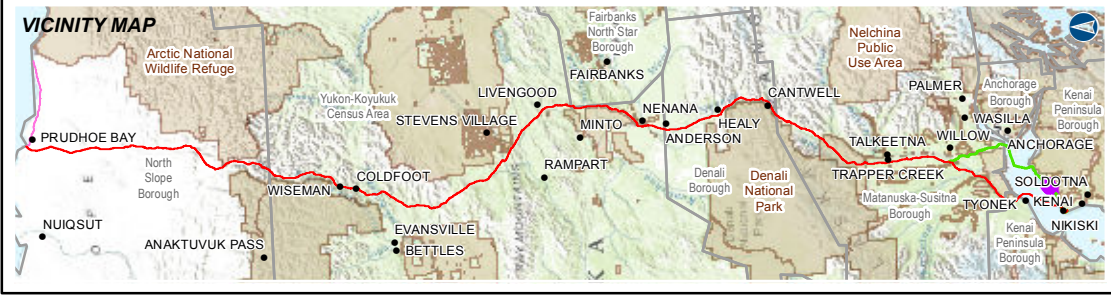 VICINITY MAP
Arctic National
Wildlife Refuge
Fairbanks
North Star
Borough
FAIRBANKS
Nelchina
Public
Use Area
PALMER
Anchorage
Borough
Kenai
Peninsula
Borough
WASILLA
Yukon-Koyukuk
Census Area
LIVENGOOD
STEVENS VILLAGE
MINTO
NENANA
ANDERSON
HEALY
CANTWELL
TALKEETNA
WILLOW
ANCHORAGE
PRUDHOE BAY
North
Slope
Borough
WISEMAN
COLDFOOT
RAMPART
Denali
Borough
Denali
National
Park
TRAPPER CREEK
Matanuska-Susitna
Borough
SOLDOTNA
TYONEK
KENAI
NIKISKI
NUIQSUT
ANAKTUVUK PASS
EVANSVILLE
BETTLES
Kenai
Peninsula
Borough